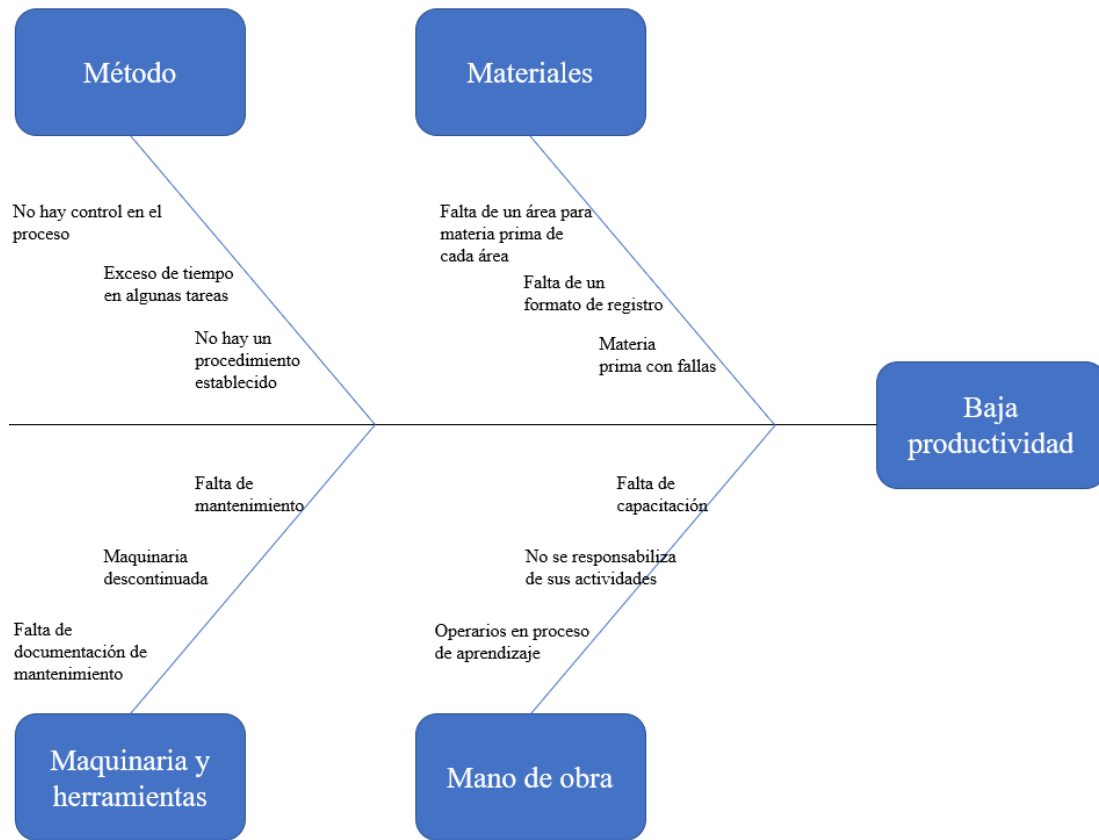 Método
Materiales
No hay control en el
proceso
Exceso de tiempo
en algunas tareas
No hay un
procedimiento
establecido
Falta de un área para
materia prima de
cada área
Falta de un
formato de registro
Materia
prima con fallas
Baja
productividad
Falta de
mantenimiento
Maquinaria
descontinuada
Falta de
documentación de
mantenimiento
Falta de
capacitación
No se responsabiliza
de sus actividades
Operarios en proceso
de aprendizaje
Maquinaria y
herramientas
Mano de obra